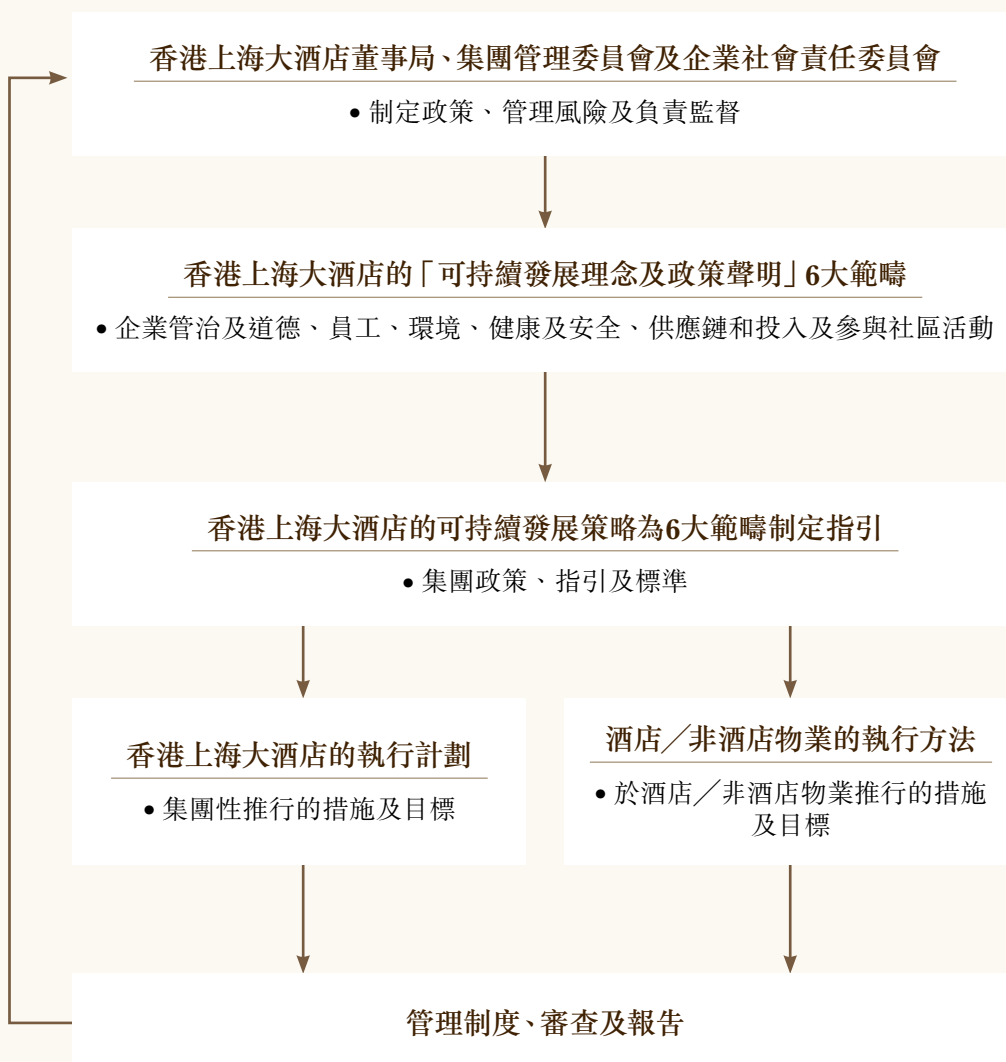 香港上海大酒店董事局、集團管理委員會及企業社會責任委員會
• 制定政策、管理風險及負責監督
香港上海大酒店的「可持續發展理念及政策聲明」6大範疇
• 企業管治及道德、員工、環境、健康及安全、供應鏈和投入及參與社區活動
香港上海大酒店的可持續發展策略為6大範疇制定指引
• 集團政策、指引及標準
香港上海大酒店的執行計劃
• 集團性推行的措施及目標
酒店╱非酒店物業的執行方法
• 於酒店╱非酒店物業推行的措施
及目標
管理制度、審查及報告